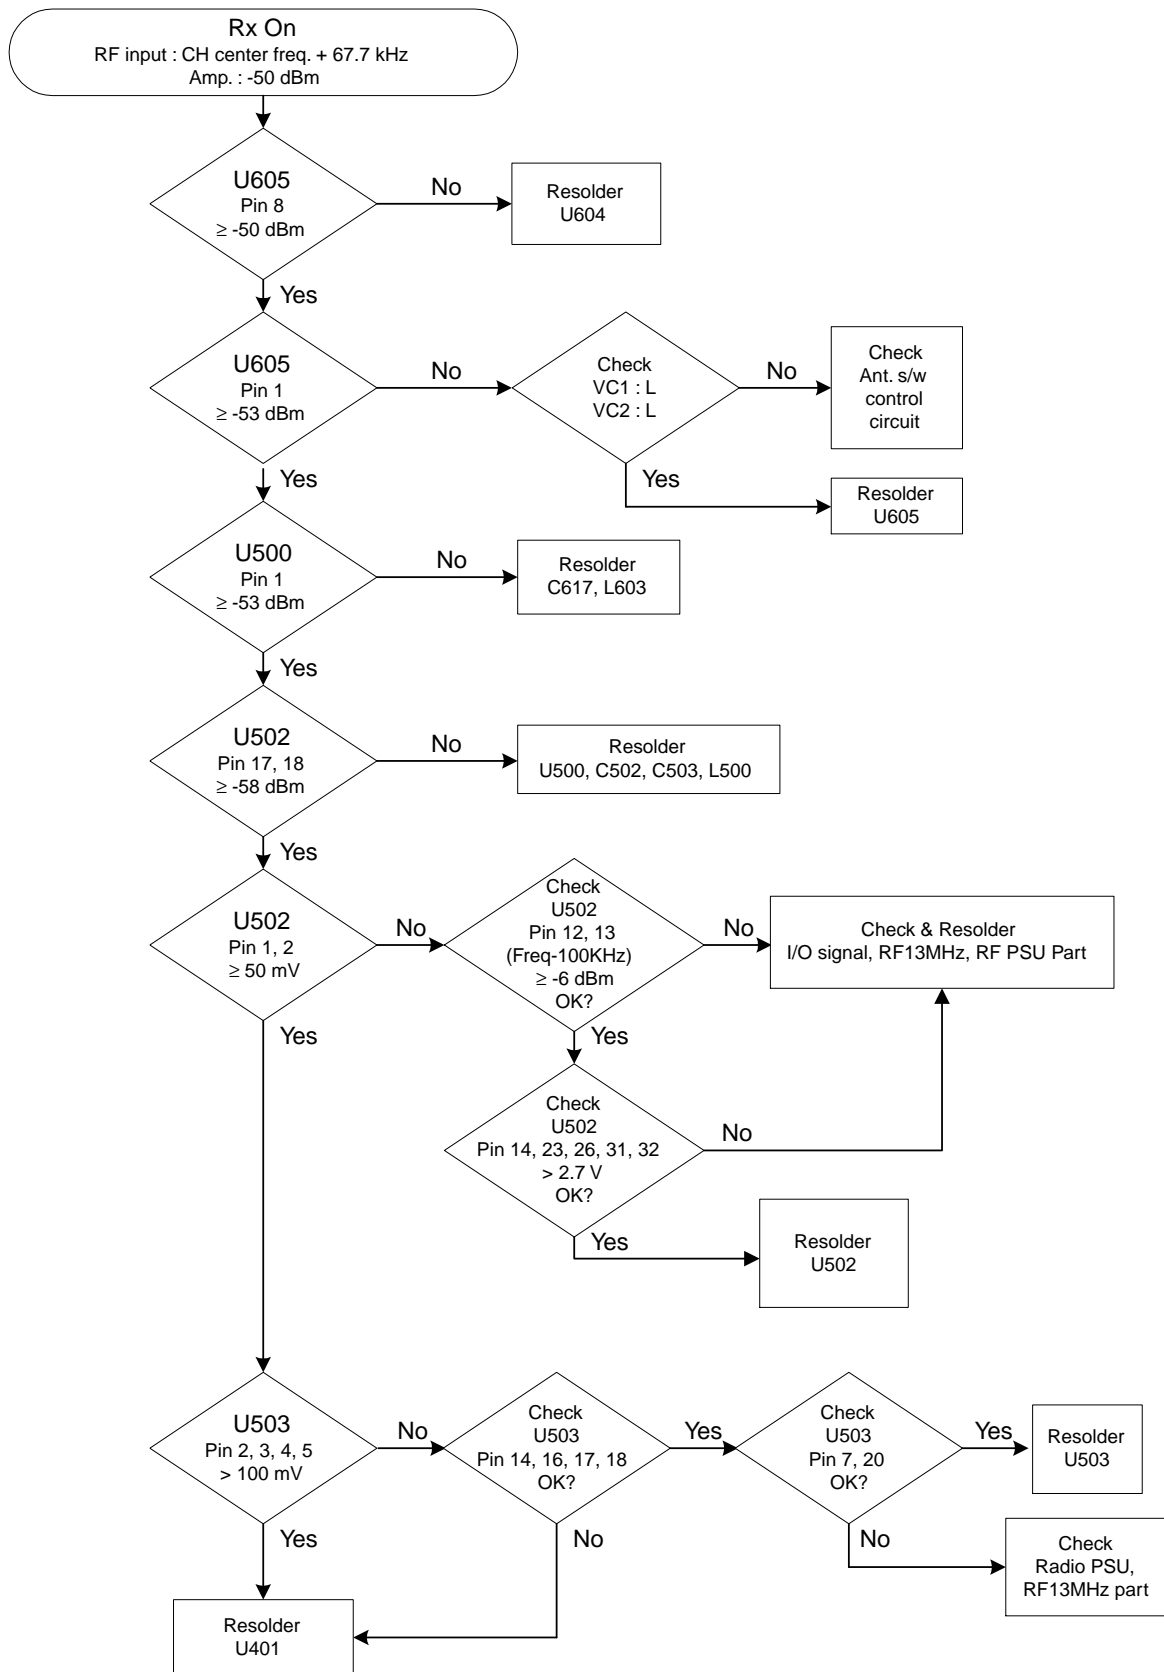 Rx On
RF input : CH center freq. + 67.7 kHz
Amp. : -50 dBm
U605
Pin 8
≥ -50 dBm
No
Resolder
U604
Yes
U605
Pin 1
≥ -53 dBm
No
Check
VC1 : L
VC2 : L
No
Check
Ant. s/w
control
circuit
Yes
Yes
Resolder
U605
U500
Pin 1
≥ -53 dBm
No
Resolder
C617, L603
Yes
U502
Pin 17, 18
≥ -58 dBm
No
Resolder
U500, C502, C503, L500
Yes
U502
Pin 1, 2
≥ 50 mV
No
Check
U502
Pin 12, 13
(Freq-100KHz)
≥ -6 dBm
OK?
No
Check & Resolder
I/O signal, RF13MHz, RF PSU Part
Yes
Yes
Check
U502
Pin 14, 23, 26, 31, 32
> 2.7 V
OK?
No
Yes
Resolder
U502
U503
Pin 2, 3, 4, 5
> 100 mV
No
Check
U503
Pin 14, 16, 17, 18
OK?
Yes
Check
U503
Pin 7, 20
OK?
Yes
Resolder
U503
Yes
No
No
Check
Radio PSU,
RF13MHz part
Resolder
U401